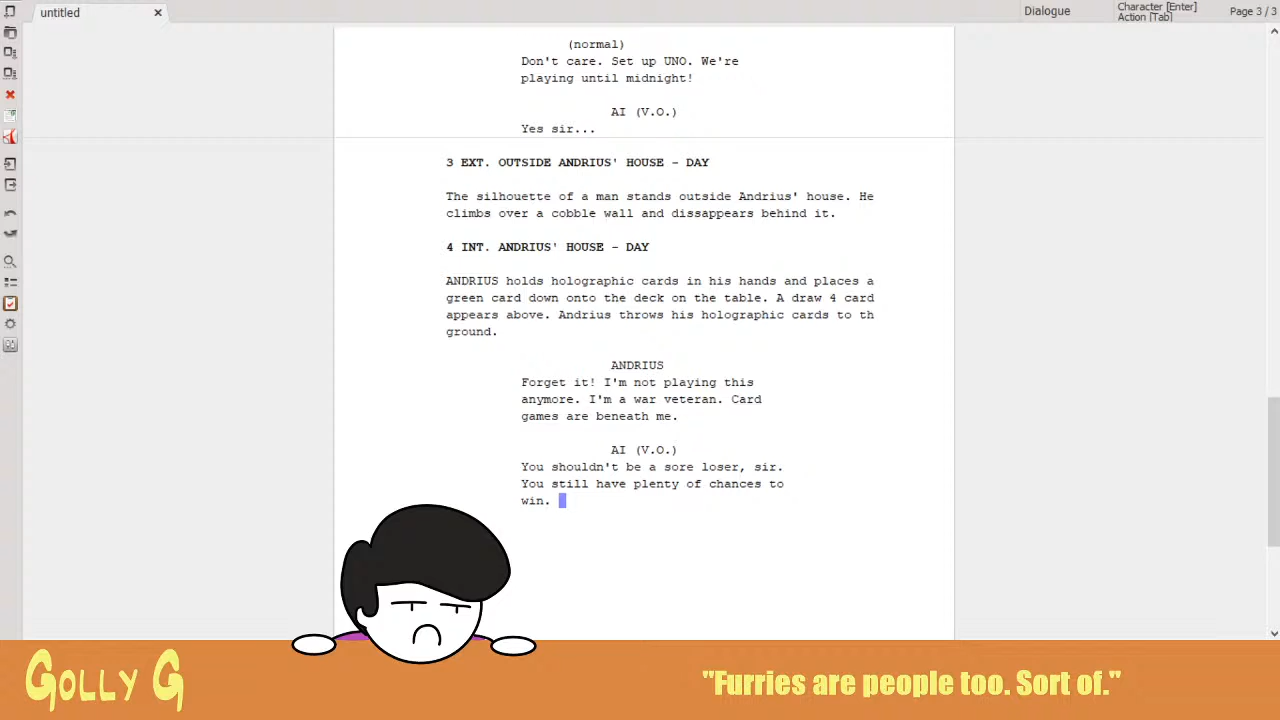 untitled
Dialogue
Character [Enter]
Action [Tab]
Page 3 / 3
(normal)
Don't care. Set up UNO. We're
playing until midnight!
AI (V.O.)
Yes sir...
3 EXT. OUTSIDE ANDRIUS' HOUSE - DAY
The silhouette of a man stands outside Andrius' house. He
climbs over a cobble wall and dissappears behind it.
4 INT. ANDRIUS' HOUSE - DAY
ANDRIUS holds holographic cards in his hands and places a
green card down onto the deck on the table. A draw 4 card
appears above. Andrius throws his holographic cards to th
ground.
ANDRIUS
Forget it! I'm not playing this
anymore. I'm a war veteran. Card
games are beneath me.
AI (V.O.)
You shouldn't be a sore loser, sir.
You still have plenty of chances to
win.
GOLLY G
"Furries are people too. Sort of."